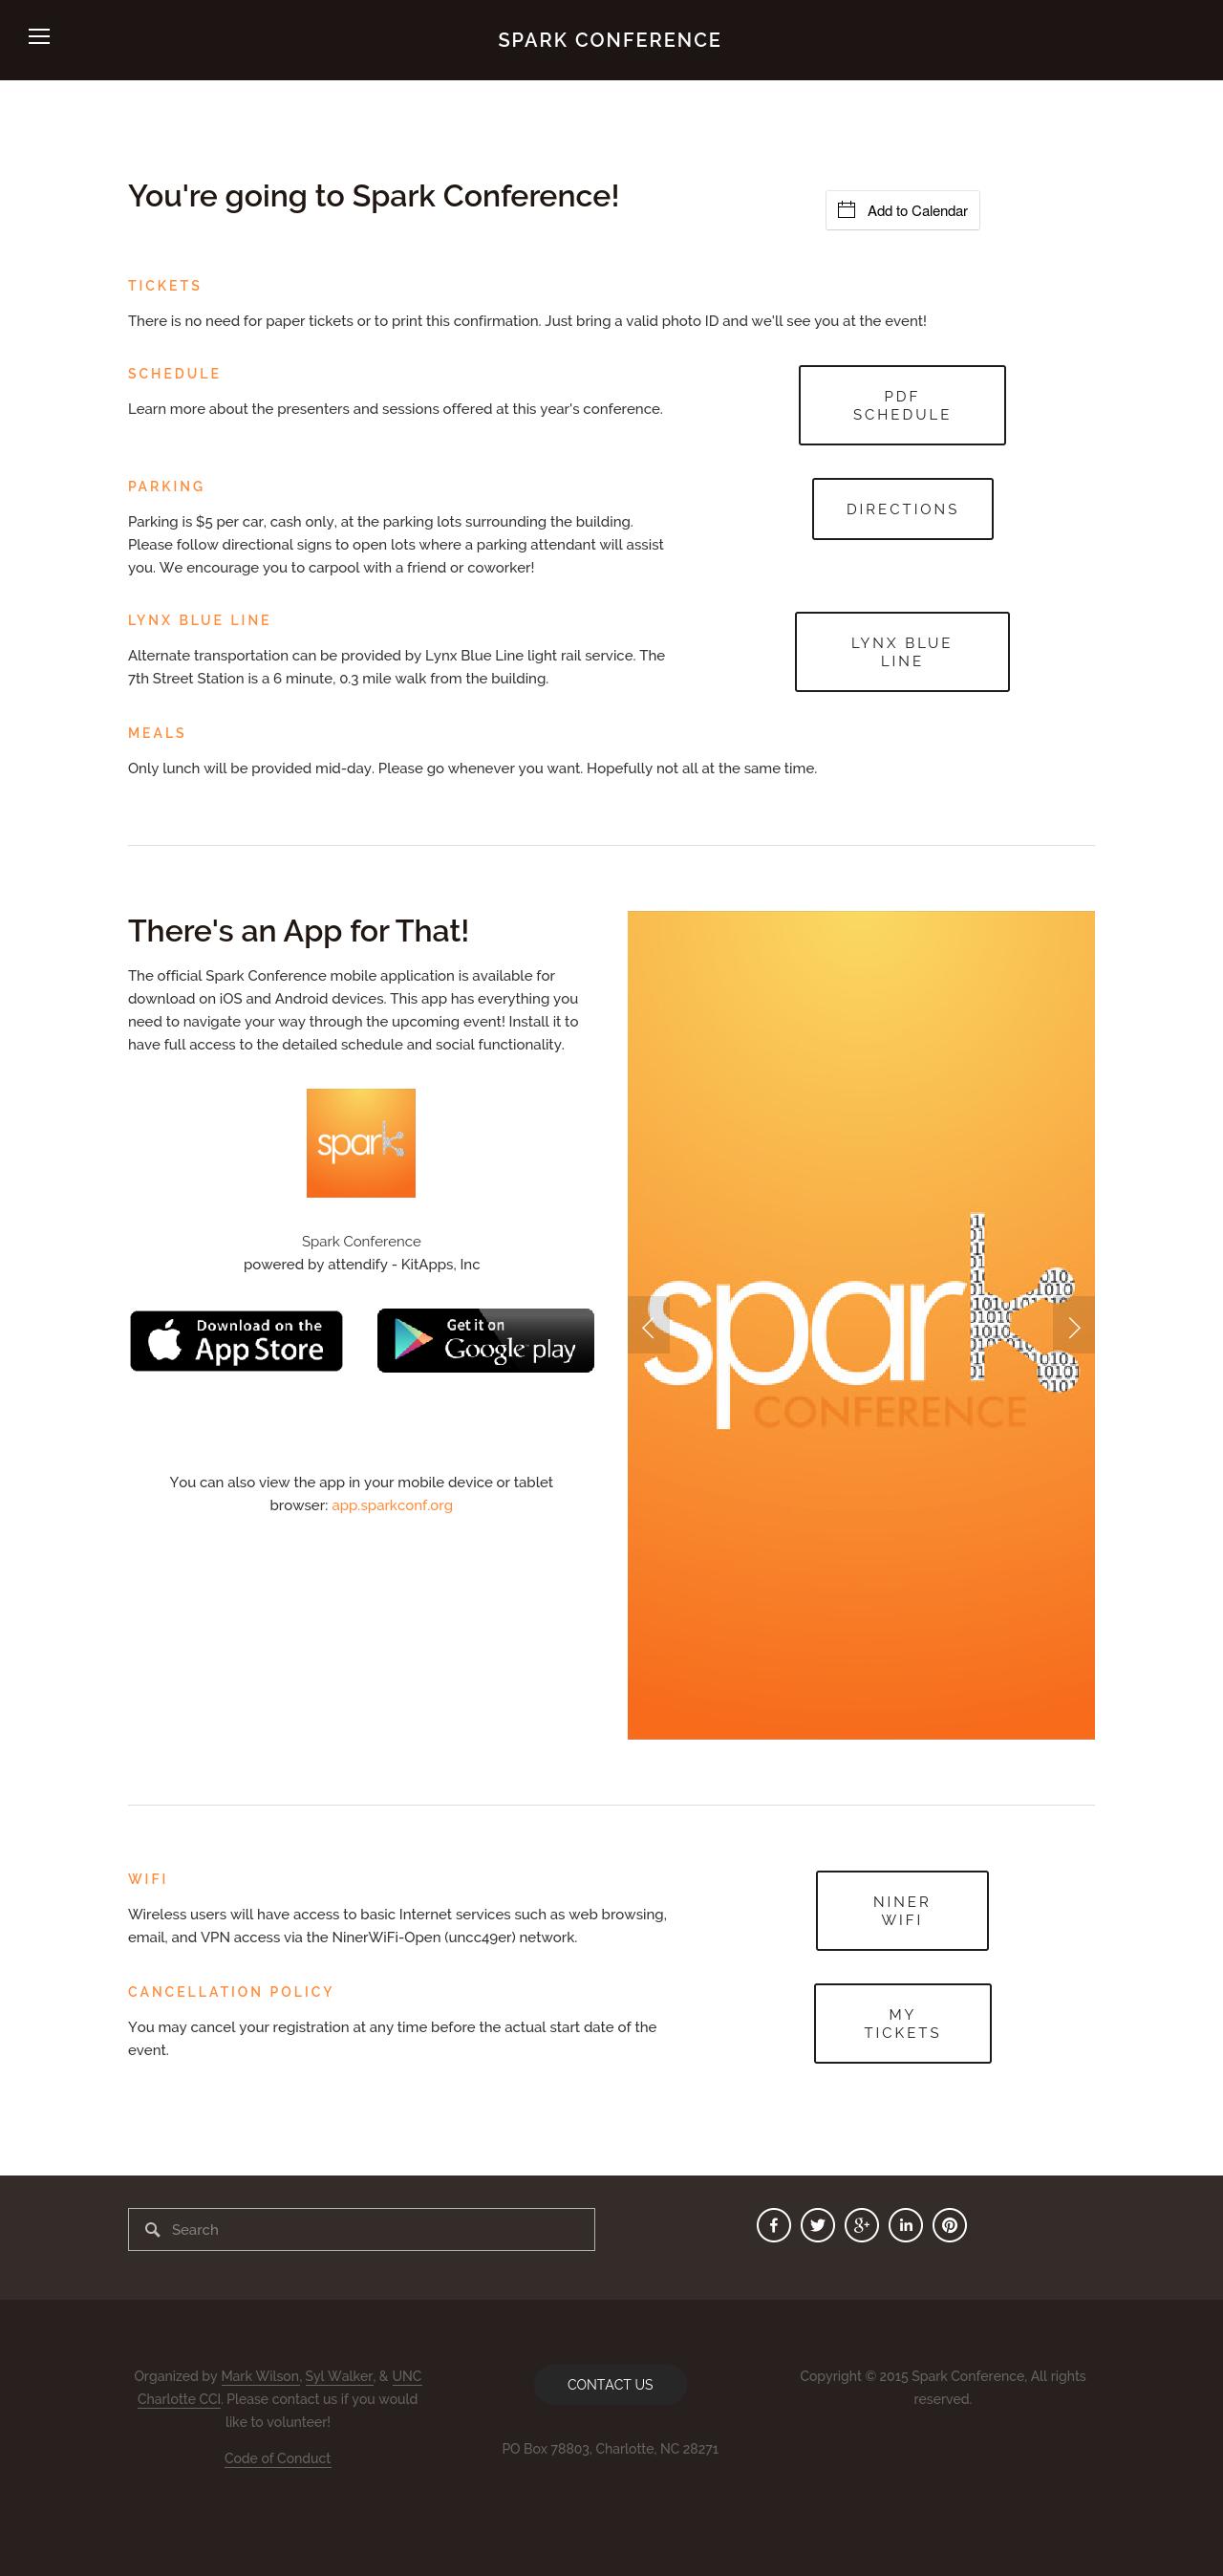 SPARK CONFERENCE
You're going to Spark Conference!
Add to Calendar
TICKETS
There is no need for paper tickets or to print this confirmation. Just bring a valid photo ID and we'll see you at the event!
SCHEDULE
Learn more about the presenters and sessions offered at this year's conference.
PDF
SCHEDULE
PARKING
Parking is $5 per car, cash only, at the parking lots surrounding the building.
Please follow directional signs to open lots where a parking attendant will assist
you. We encourage you to carpool with a friend or coworker!
DIRECTIONS
LYNX BLUE LINE
Alternate transportation can be provided by Lynx Blue Line light rail service. The
7th Street Station is a 6 minute, 0.3 mile walk from the building.
LYNX BLUE
LINE
MEALS
Only lunch will be provided mid-day. Please go whenever you want. Hopefully not all at the same time.
There's an App for That!
The official Spark Conference mobile application is available for
download on iOS and Android devices. This app has everything you
need to navigate your way through the upcoming event! Install it to
have full access to the detailed schedule and social functionality.
spark
Spark Conference
powered by attendify - KitApps, Inc
Download on the
App Store
Get it on
Google play
You can also view the app in your mobile device or tablet
browser: app.sparkconf.org
spark
CONFERENCE
WIFI
Wireless users will have access to basic Internet services such as web browsing,
email, and VPN access via the NinerWiFi-Open (uncc49er) network.
NINER
WIFI
CANCELLATION POLICY
You may cancel your registration at any time before the actual start date of the
event.
MY
TICKETS
Search
Organized by Mark Wilson, Syl Walker, & UNC
Charlotte CCI. Please contact us if you would
like to volunteer!
Code of Conduct
CONTACT US
PO Box 78803, Charlotte, NC 28271
Copyright © 2015 Spark Conference, All rights
reserved.